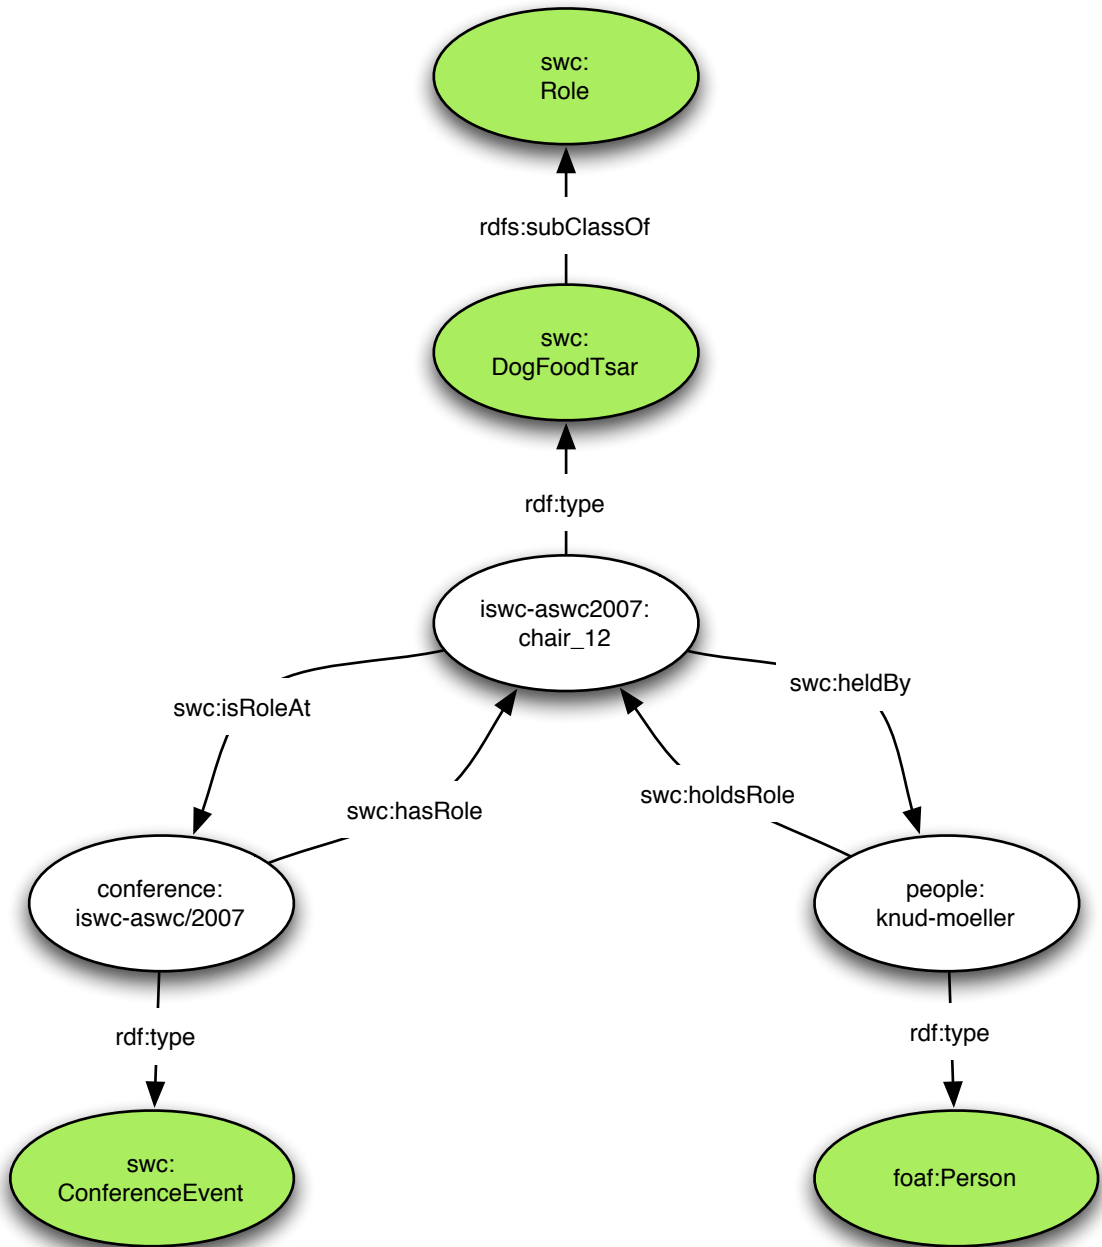 swc:
Role
rdfs:subClassOf
swc:
DogFoodTsar
rdf:type
iswc-aswc2007:
chair_12
swc:isRoleAt
swc:heldBy
swc:hasRole
swc:holdsRole
conference:
iswc-aswc/2007
people:
knud-moeller
rdf:type
rdf:type
swc:
ConferenceEvent
foaf:Person